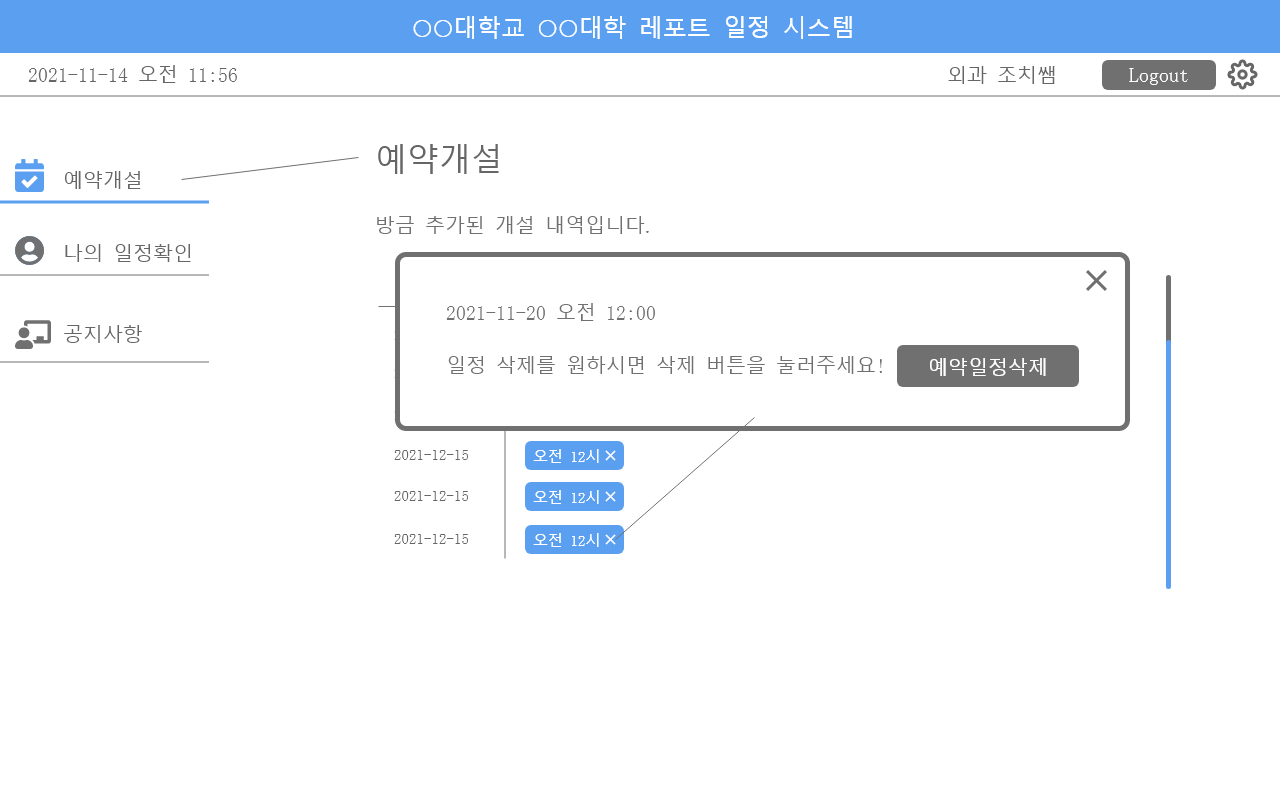 ○○대학교 ○○대학 레포트 일정 시스템
2021-11-14 오전 11:56
외과 조치쌤
Logout
예약개설
나의 일정확인
공지사항
예약개설
방금 추가된 개설 내역입니다.
2021-11-20 오전 12:00
일정 삭제를 원하시면 삭제 버튼을 눌러주세요!
예약일정삭제
2021-12-15 오전 12시 ×
2021-12-15 오전 12시 ×
2021-12-15 오전 12시 ×